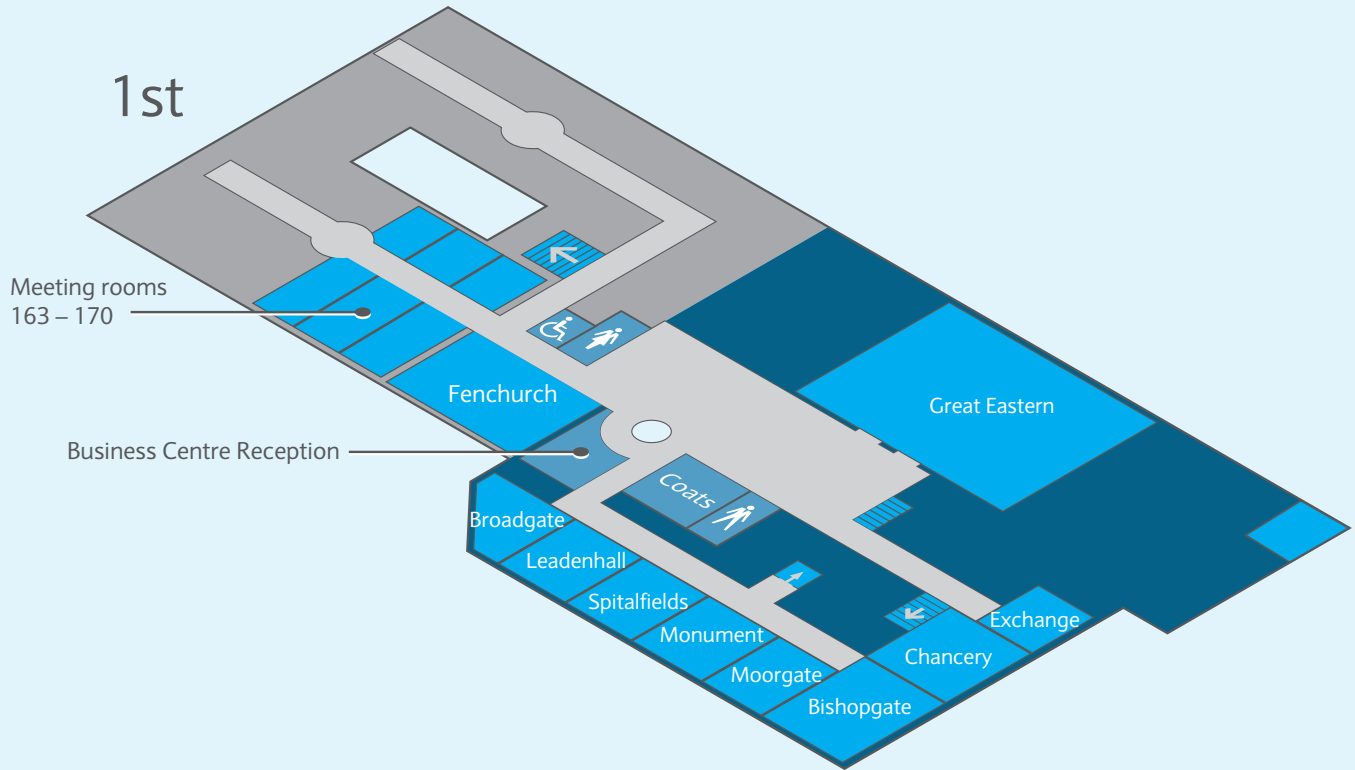 1st
Meeting rooms
163 – 170
Fenchurch
Great Eastern
Business Centre Reception
Coats
Broadgate
Leadenhall
Spitalfields
Monument
Moorgate
Bishopgate
Chancery
Exchange